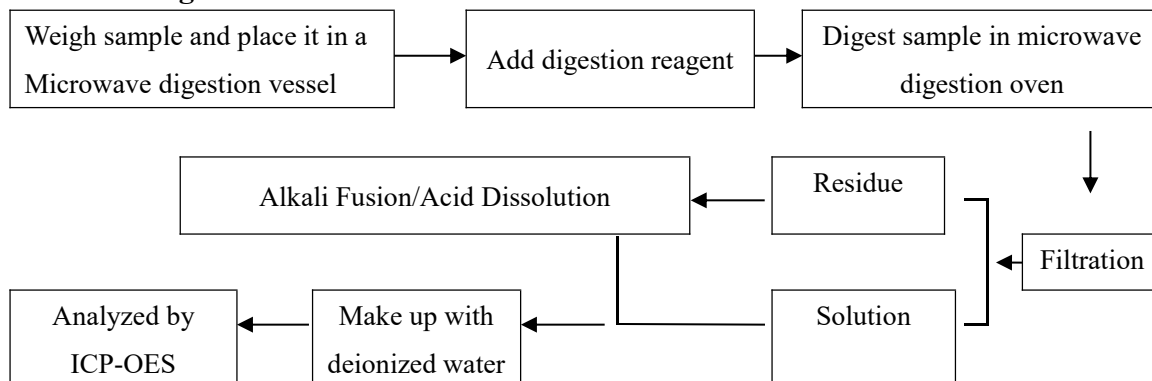 Weigh sample and place it in a
Microwave digestion vessel
Add digestion reagent
Digest sample in microwave
digestion oven
Alkali Fusion/Acid Dissolution
Residue
Filtration
Analyzed by
ICP-OES
Make up with
deionized water
Solution